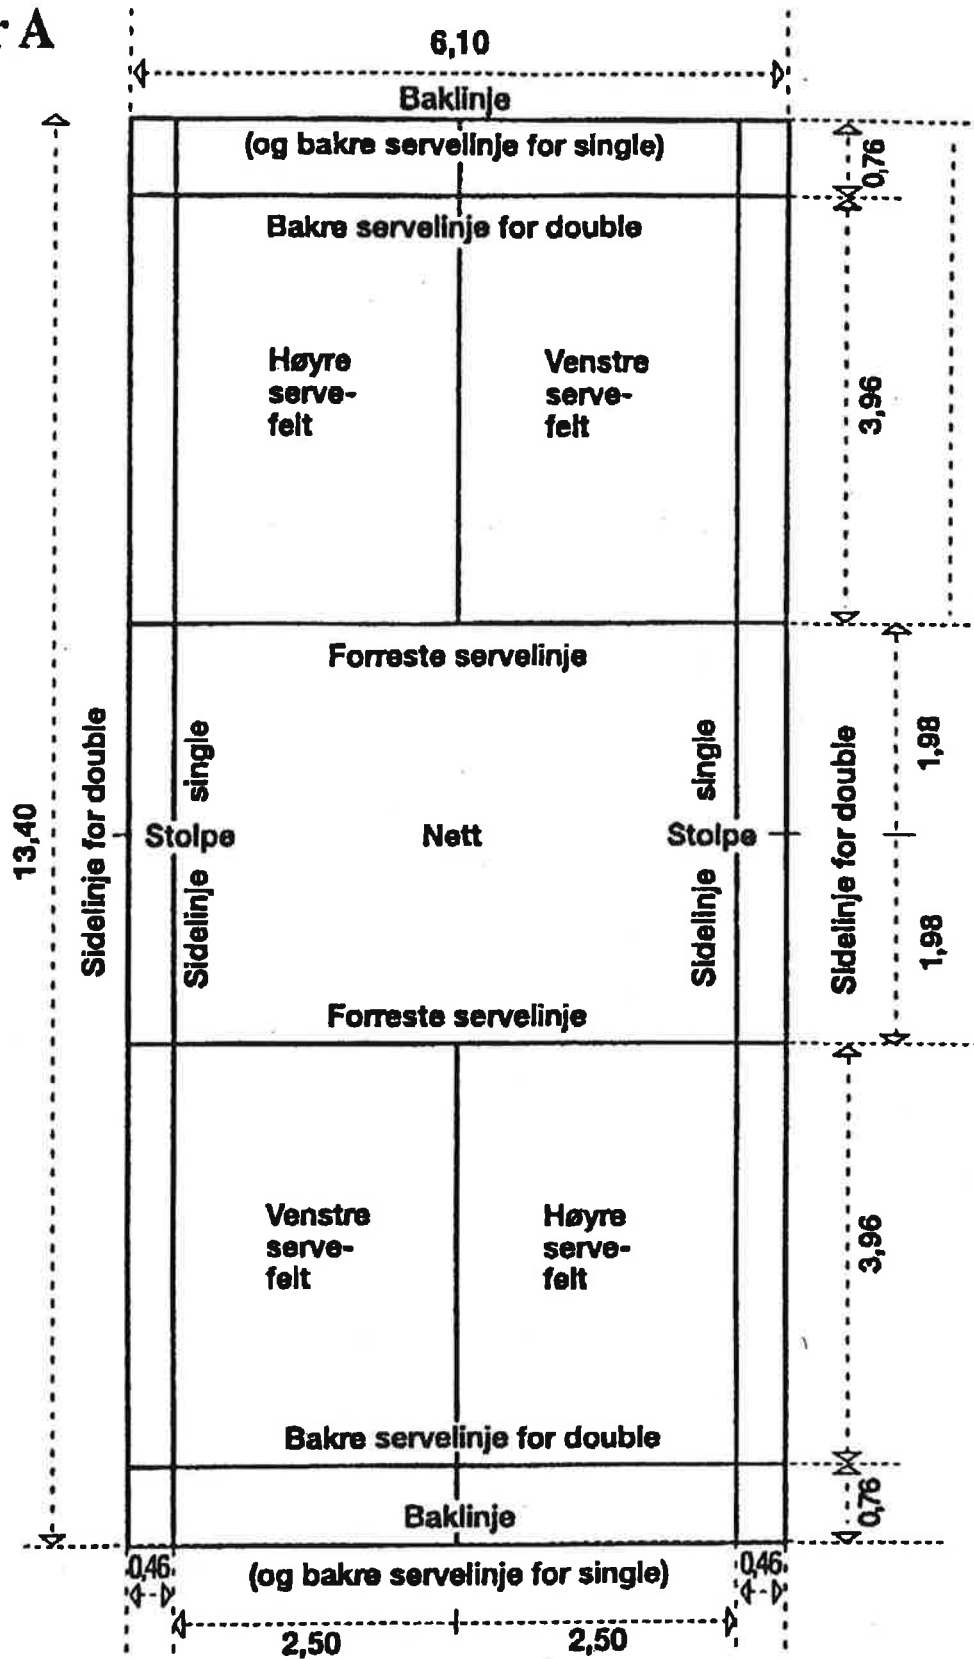 r A
6,10
Baklinje
(og bakre servelinje for single)
0,76
Bakre servelinje for double
Høyre
serve-
felt
Venstre
serve-
felt
3,96
Forreste servelinje
13,40
Sidelinje for double
Sidelinje single
Stolpe
Nett
Stolpe
Sidelinje single
Sidelinje for double
1,98
1,98
Forreste servelinje
Venstre
serve-
felt
Høyre
serve-
felt
3,96
Bakre servelinje for double
Baklinje
0,76
0,46
(og bakre servelinje for single)
0,46
2,50
2,50